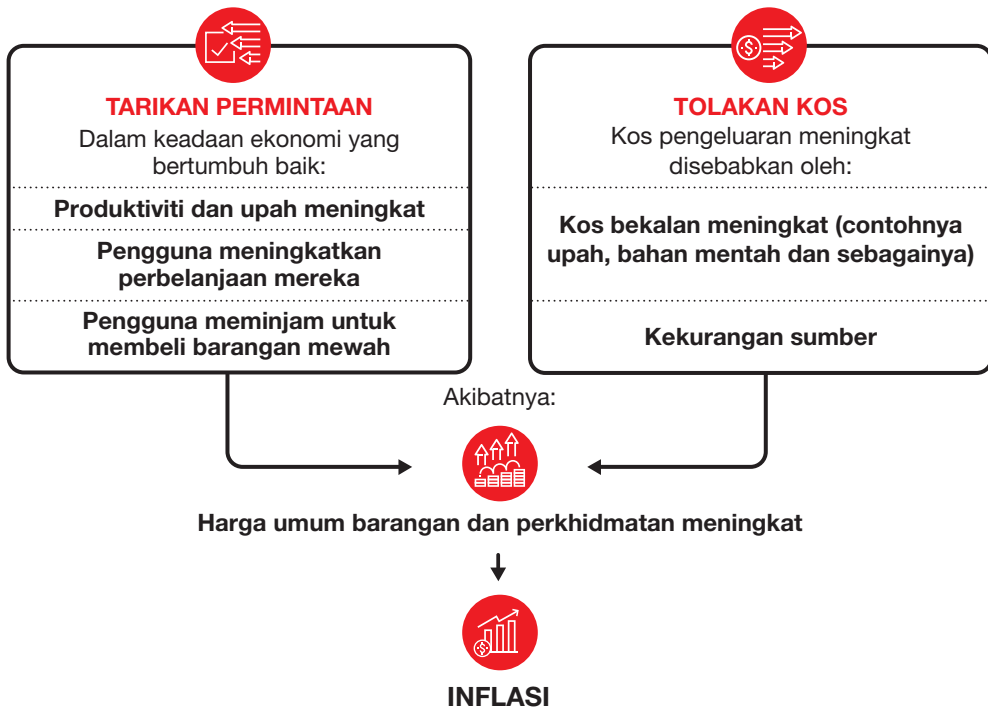 TARIKAN PERMINTAAN
Dalam keadaan ekonomi yang
bertumbuh baik:
Produktiviti dan upah meningkat
Pengguna meningkatkan
perbelanjaan mereka
Pengguna meminjam untuk
membeli barangan mewah
$
TOLAKAN KOS
Kos pengeluaran meningkat
disebabkan oleh:
Kos bekalan meningkat (contohnya
upah, bahan mentah dan sebagainya)
Kekurangan sumber
Akibatnya:
Harga umum barangan dan perkhidmatan meningkat
$
INFLASI